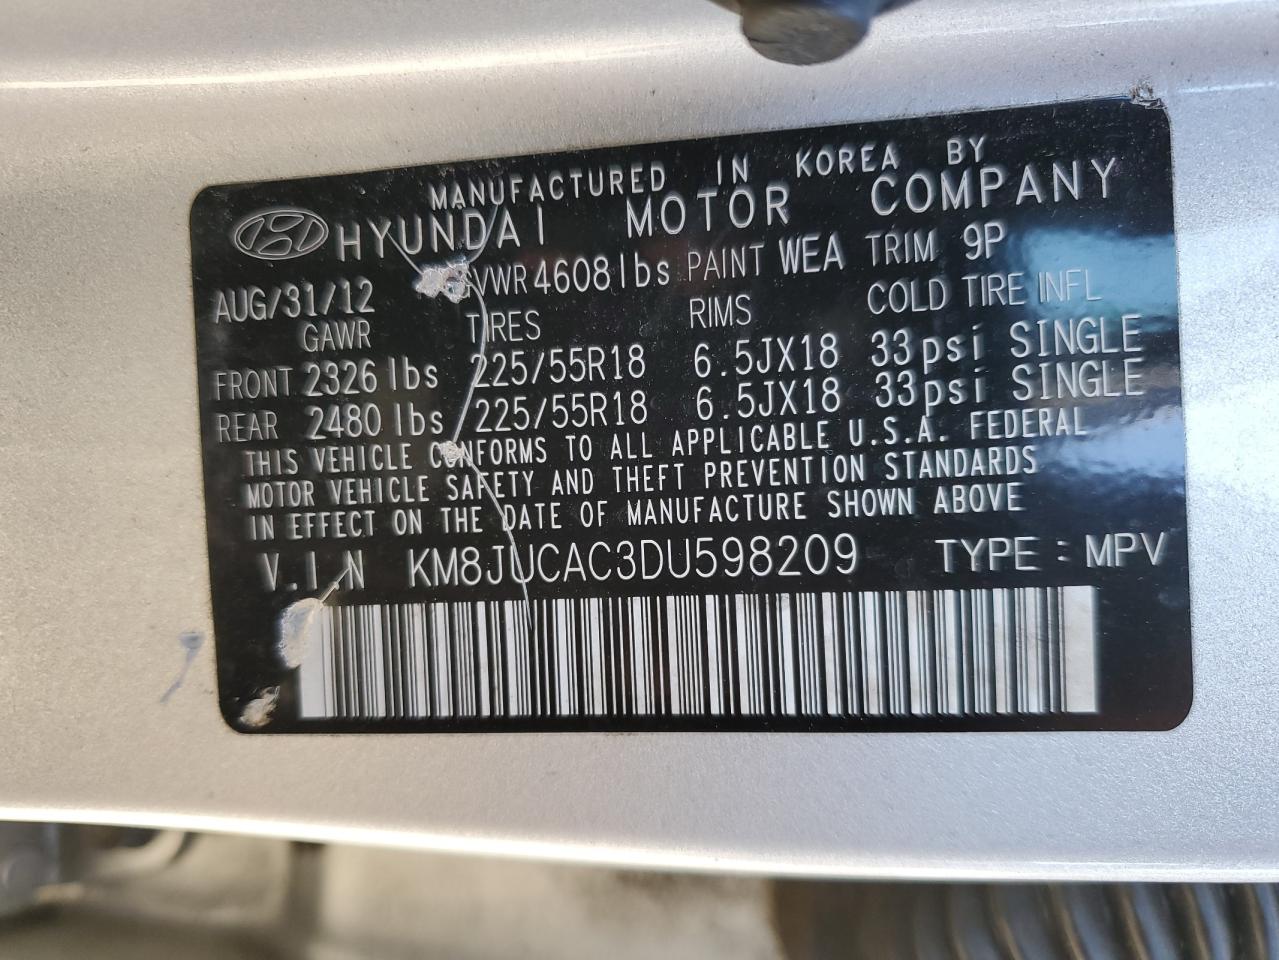 MANUFACTURED IN KOREA BY
HYUNDAI MOTOR COMPANY
AUG/31/12 GVWR 4608 lbs PAINT WEA TRIM 9P
GAWR TIRES RIMS COLD TIRE INFL
FRONT 2326 lbs 225/55R18 6.5JX18 33psi SINGLE
REAR 2480 lbs 225/55R18 6.5JX18 33psi SINGLE
THIS VEHICLE CONFORMS TO ALL APPLICABLE U.S.A. FEDERAL
MOTOR VEHICLE SAFETY AND THEFT PREVENTION STANDARDS
IN EFFECT ON THE DATE OF MANUFACTURE SHOWN ABOVE
V.I.N KM8JUCAC3DU598209 TYPE : MPV